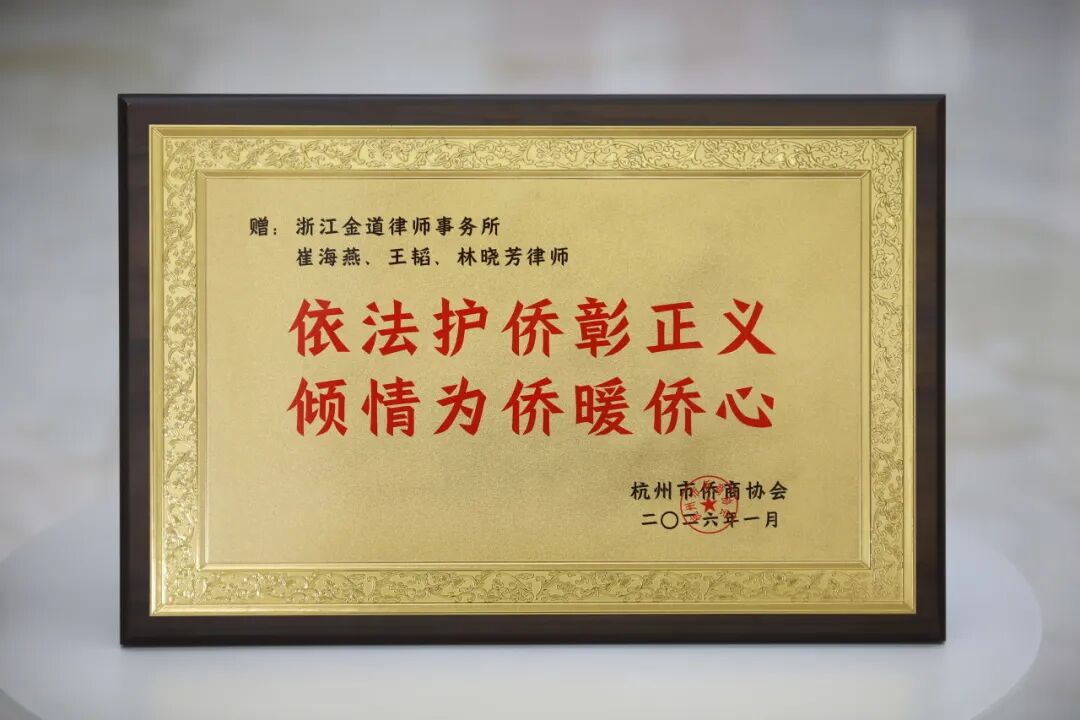 赠：浙江金道律师事务所
崔海燕、王韬、林晓芳律师
依法护侨彰正义
倾情为侨暖侨心
杭州市侨商协会
二〇二六年一月